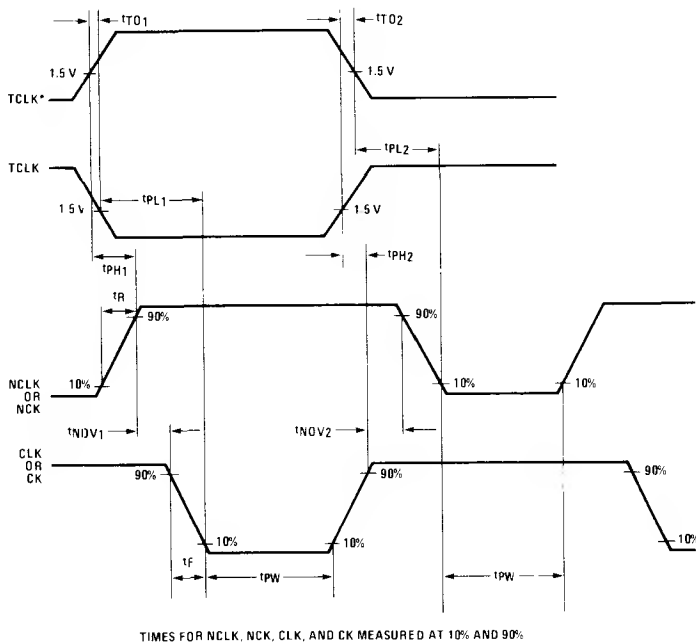 tTO1
tTO2
1.5 V
1.5 V
TCLK*
tPL2
TCLK
tPL1
1.5 V
1.5 V
tPH1
tPH2
tR
90%
90%
NCLK
OR
NCK
10%
10%
10%
tNOV1
tNOV2
CLK
OR
CK
90%
90%
90%
10%
10%
10%
tF
tPW
tPW
TIMES FOR NCLK, NCK, CLK, AND CK MEASURED AT 10% AND 90%